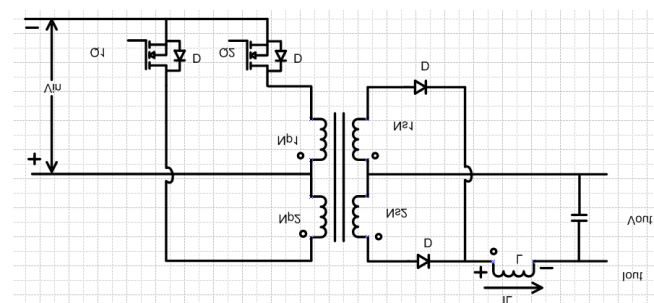 −
Q1
D
Q2
D
Vin
D
Np1
Ns1
+
Np2
Ns2
Vout
D
L
+
−
Iout
IL